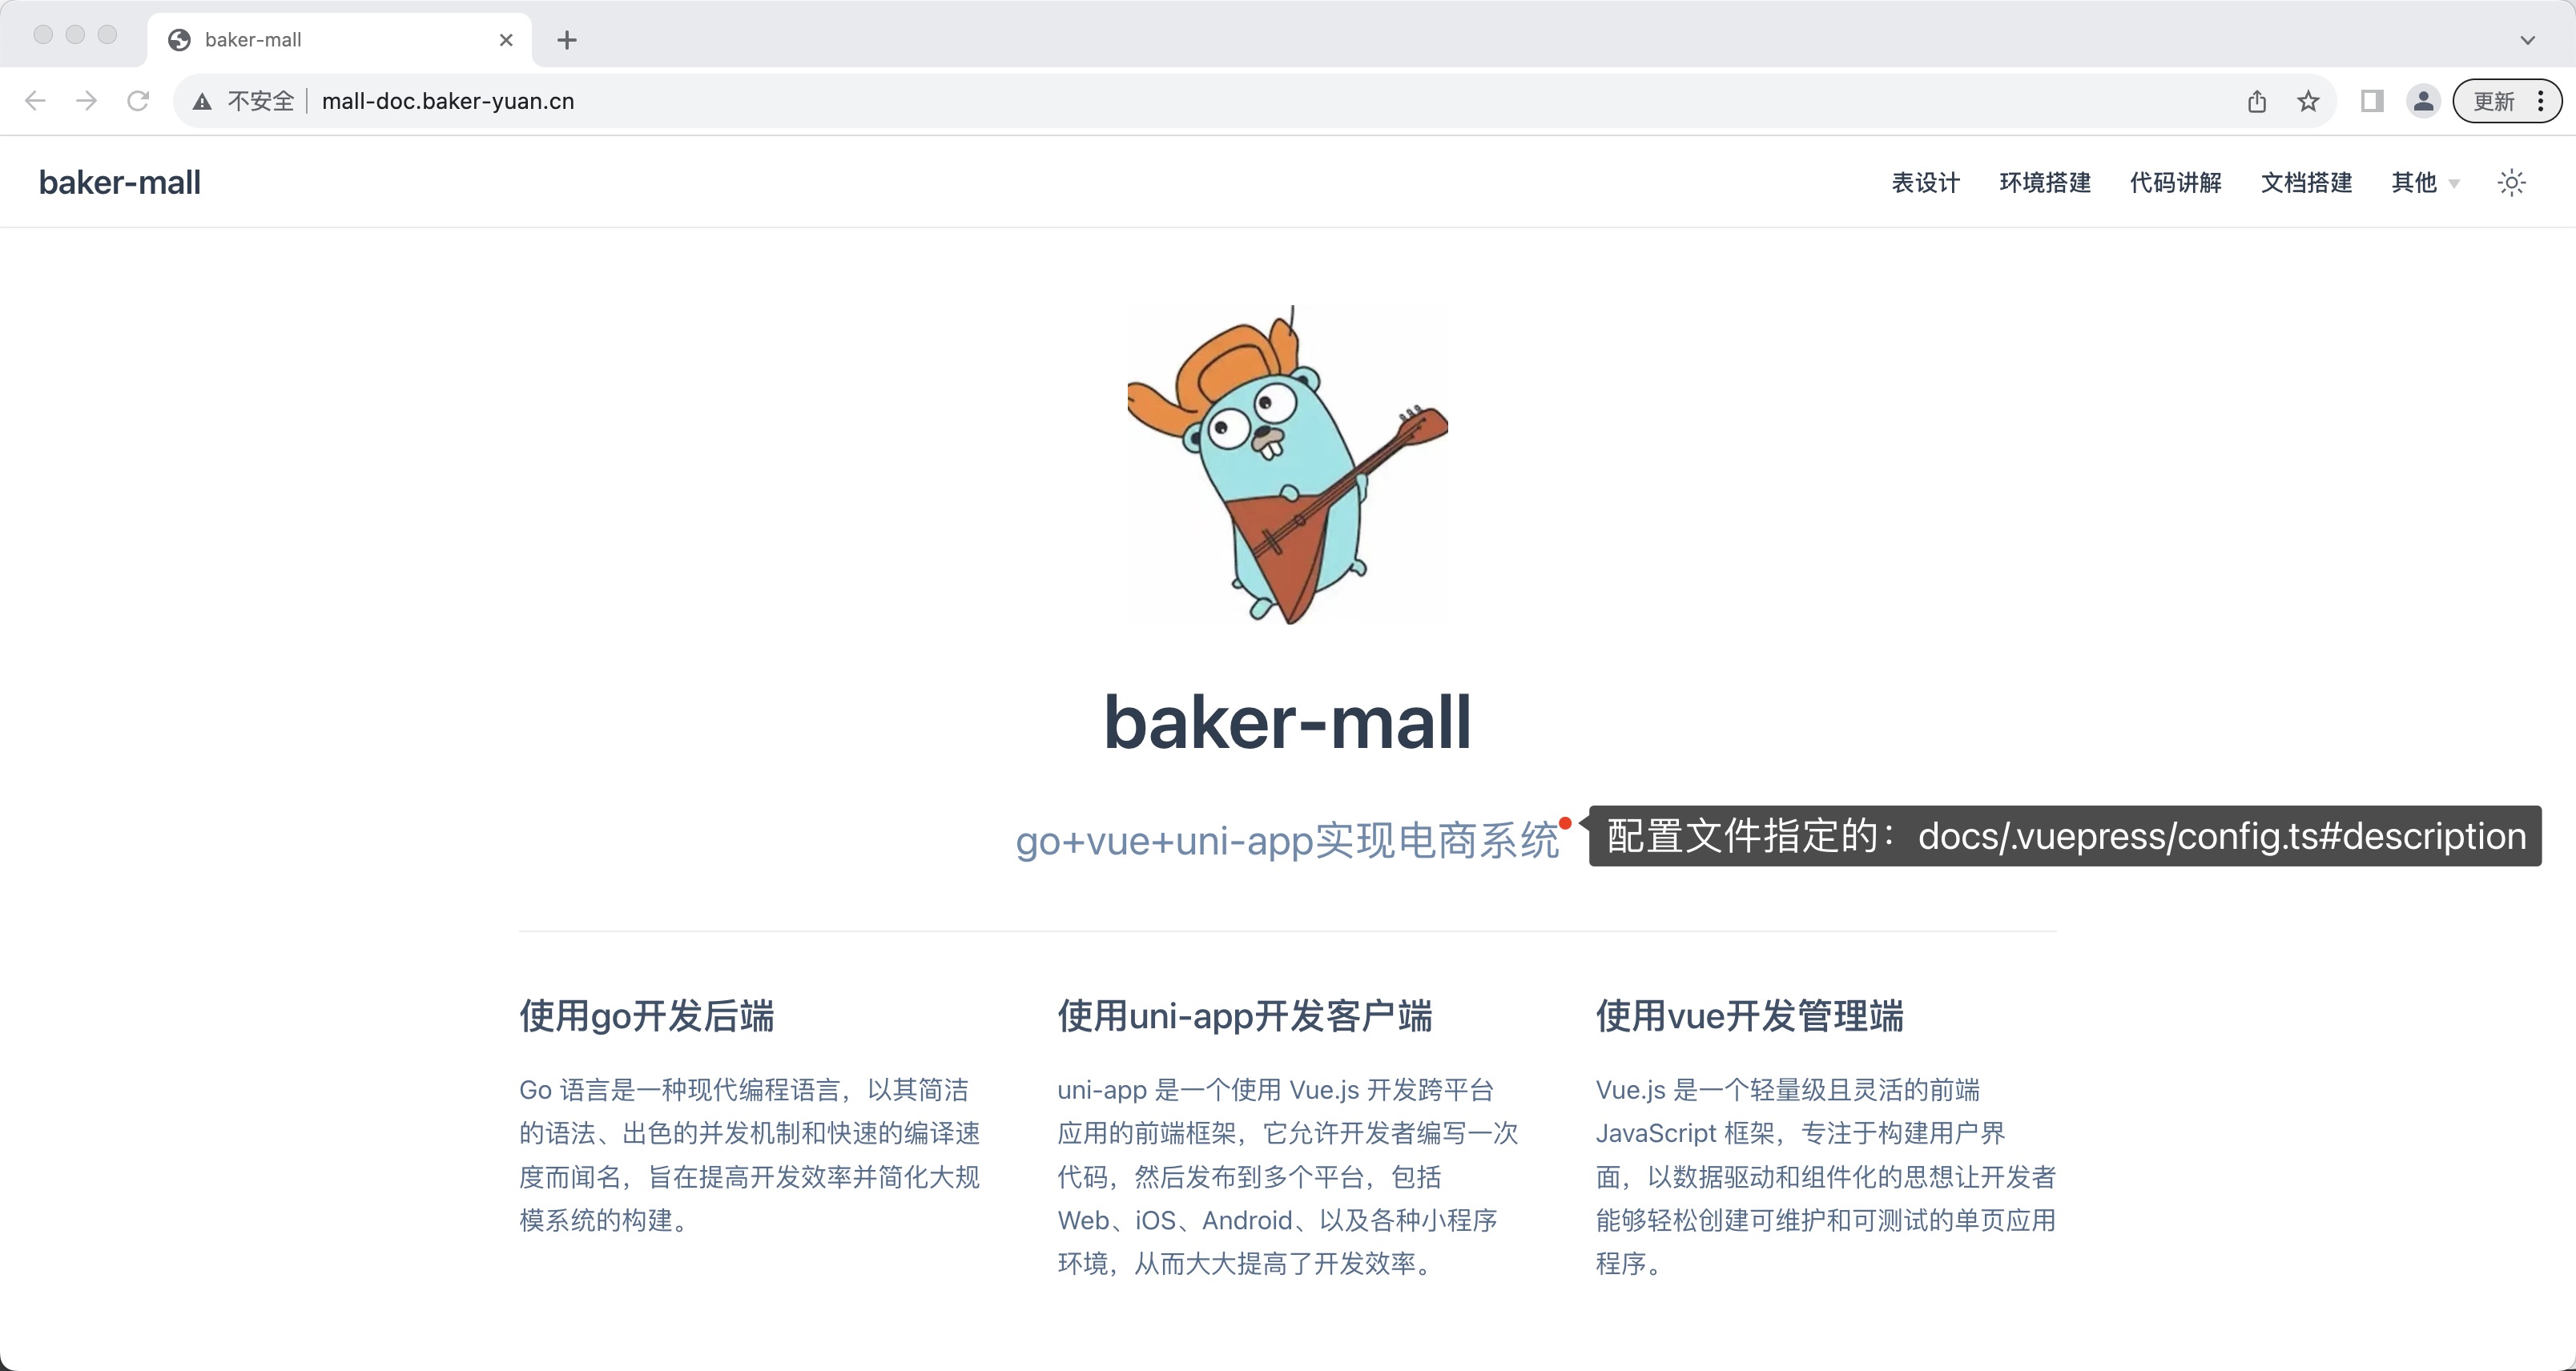 baker-mall
不安全 mall-doc.baker-yuan.cn
更新
baker-mall
表设计 环境搭建 代码讲解 文档搭建 其他
baker-mall
go+vue+uni-app实现电商系统
配置文件指定的：docs/.vuepress/config.ts#description
使用go开发后端
Go 语言是一种现代编程语言，以其简洁
的语法、出色的并发机制和快速的编译速
度而闻名，旨在提高开发效率并简化大规
模系统的构建。
使用uni-app开发客户端
uni-app 是一个使用 Vue.js 开发跨平台
应用的前端框架，它允许开发者编写一次
代码，然后发布到多个平台，包括
Web、iOS、Android、以及各种小程序
环境，从而大大提高了开发效率。
使用vue开发管理端
Vue.js 是一个轻量级且灵活的前端
JavaScript 框架，专注于构建用户界
面，以数据驱动和组件化的思想让开发者
能够轻松创建可维护和可测试的单页应用
程序。